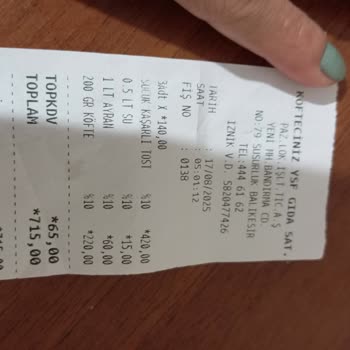 KÖFTECİNİZ YSF GIDA SAT.
PAZ.LOK.İŞLT.TİC.A.Ş
YENİ MH.BANDIRMA CD.
NO:79 SUSURLUK BALIKESİR
TEL:444 61 62
IZNIK V.D 5820477426
TARİH : 17/08/2025
SAAT : 05:01:12
FİŞ NO : 0138
3adt X *140,00
SUCUK KAŞARLI TOST %10 *420,00
0.5 LT SU %10 *15,00
1 LT AYRAN %10 *60,00
200 GR KÖFTE %10 *220,00
TOPKDV *65,00
TOPLAM *715,00